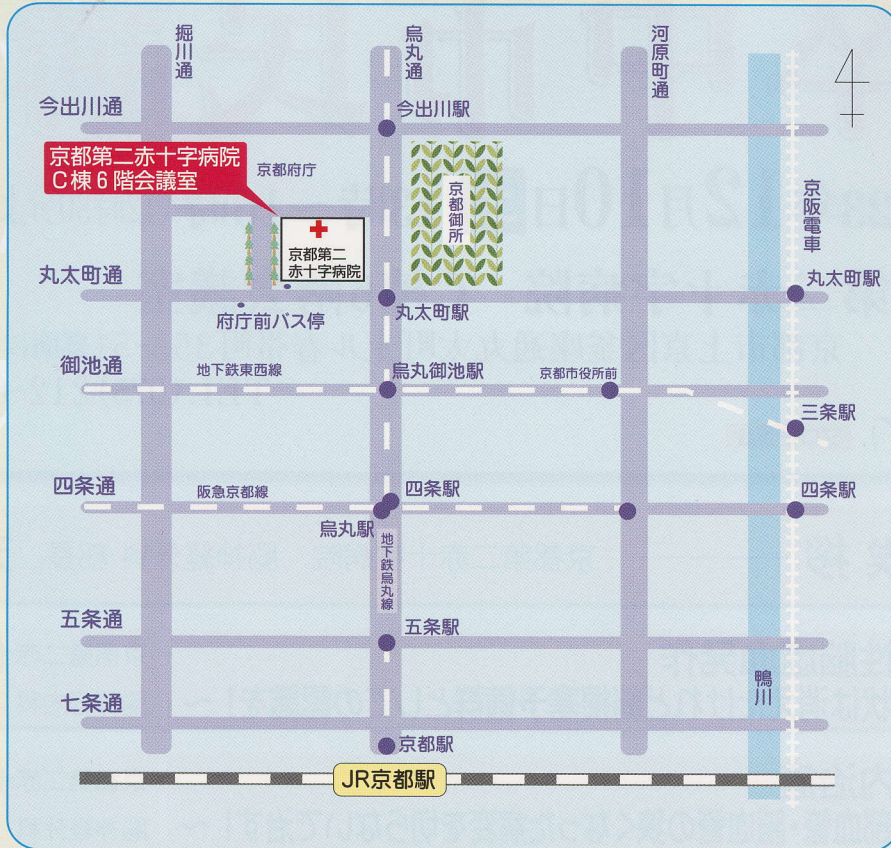 掘川通
烏丸通
河原町通
今出川通
今出川駅
京都第二赤十字病院
C棟6階会議室
京都府庁
京都御所
京阪電車
京都第二
赤十字病院
丸太町通
丸太町駅
丸太町駅
府庁前バス停
御池通
地下鉄東西線
烏丸御池駅
京都市役所前
三条駅
四条通
阪急京都線
四条駅
四条駅
烏丸駅
地下鉄烏丸線
五条通
五条駅
七条通
鴨川
京都駅
JR京都駅